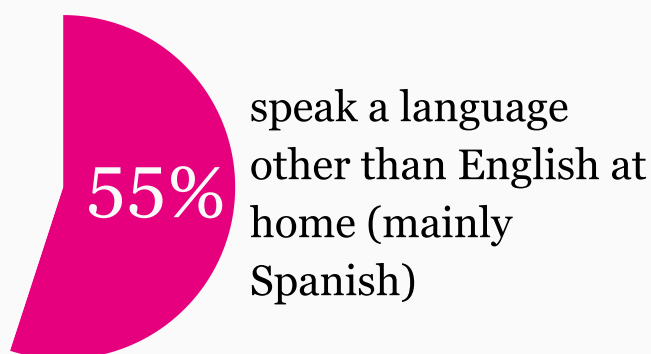 55%
speak a language
other than English at
home (mainly
Spanish)